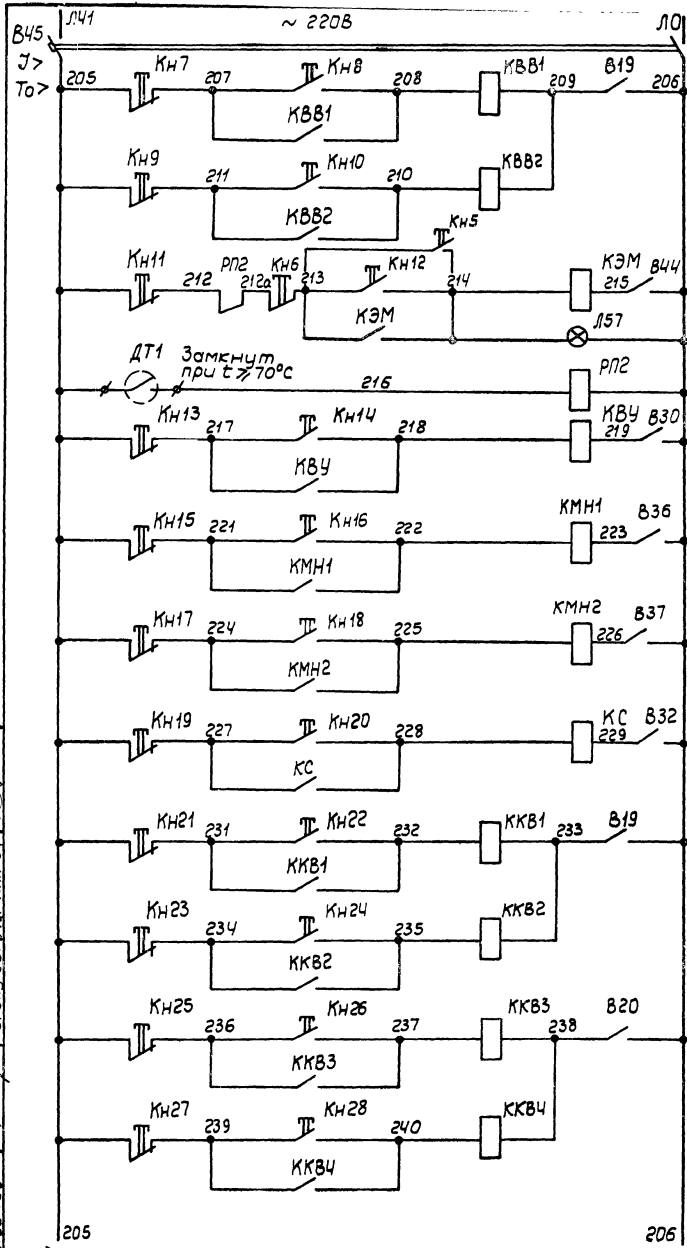 Л41 ~ 220В Л0
В45
J>
То>
205 Кн7 207 Кн8 208 КВВ1 209 В19 206
КВВ1
Кн9 211 Кн10 210 КВВ2
КВВ2
Кн5
Кн11 212 РП2 212а Кн6 213 Кн12 214 КЭМ 215 В44
КЭМ Л57
ДТ1 Замкнут
при t ⩾ 70°С 216 РП2
Кн13 217 Кн14 218 КВУ 219 В30
КВУ
Кн15 221 Кн16 222 КМН1 223 В36
КМН1
Кн17 224 Кн18 225 КМН2 226 В37
КМН2
Кн19 227 Кн20 228 КС 229 В32
КС
Кн21 231 Кн22 232 ККВ1 233 В19
ККВ1
Кн23 234 Кн24 235 ККВ2
ККВ2
Кн25 236 Кн26 237 ККВ3 238 В20
ККВ3
Кн27 239 Кн28 240 ККВ4
ККВ4
205 206